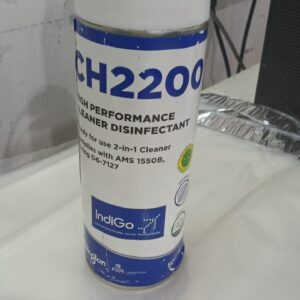 CH2200
HIGH PERFORMANCE
CLEANER DISINFECTANT
Ready for use 2-in-1 Cleaner
Complies with AMS 1550B,
D6-7127
IndiGo